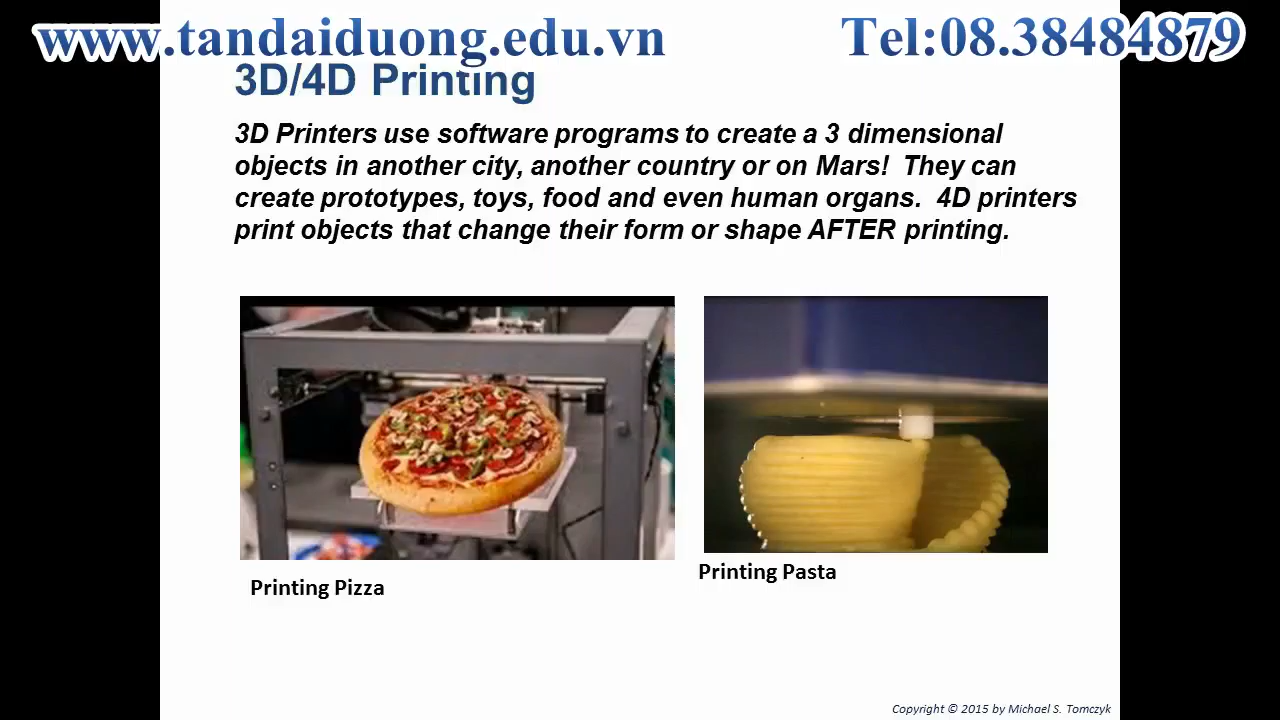 www.tandaiduong.edu.vn
Tel:08.38484879
3D/4D Printing
3D Printers use software programs to create a 3 dimensional
objects in another city, another country or on Mars! They can
create prototypes, toys, food and even human organs. 4D printers
print objects that change their form or shape AFTER printing.
Printing Pizza
Printing Pasta
Copyright © 2015 by Michael S. Tomczyk